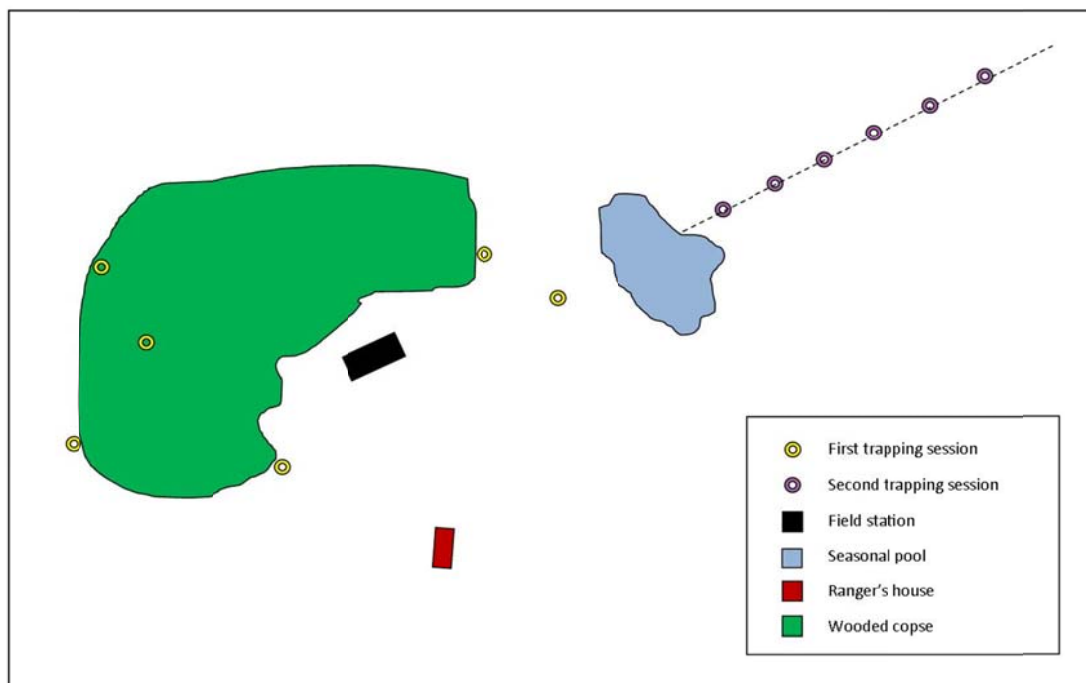 First trapping session
Second trapping session
Field station
Seasonal pool
Ranger's house
Wooded copse